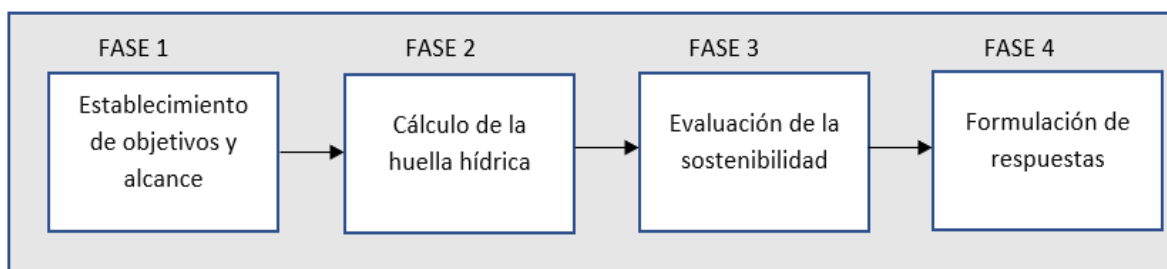 FASE 1
Establecimiento
de objetivos y
alcance
FASE 2
Cálculo de la
huella hídrica
FASE 3
Evaluación de la
sostenibilidad
FASE 4
Formulación de
respuestas